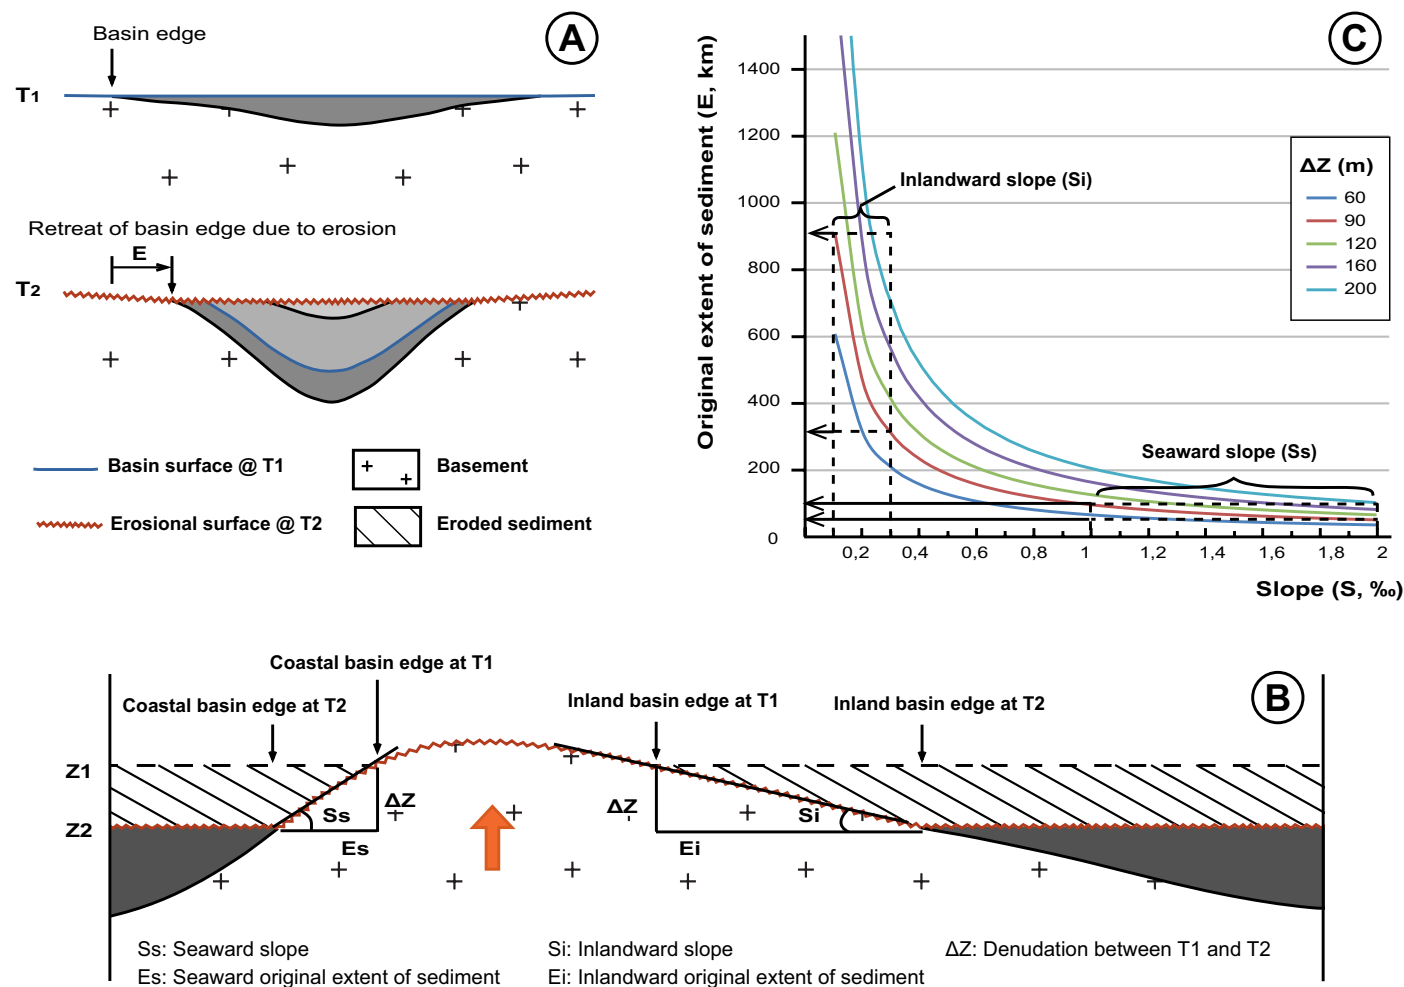 A
Basin edge
T1
Retreat of basin edge due to erosion
E
T2
Basin surface @ T1
Basement
Erosional surface @ T2
Eroded sediment
C
Original extent of sediment (E, km)
1400
1200
1000
800
600
400
200
0
0,2
0,4
0,6
0,8
1
1,2
1,4
1,6
1,8
2
Slope (S, ‰)
Inlandward slope (Si)
Seaward slope (Ss)
ΔZ (m)
60
90
120
160
200
B
Coastal basin edge at T1
Coastal basin edge at T2
Inland basin edge at T1
Inland basin edge at T2
Z1
Z2
Ss
ΔZ
Es
ΔZ
Si
Ei
Ss: Seaward slope
Si: Inlandward slope
ΔZ: Denudation between T1 and T2
Es: Seaward original extent of sediment
Ei: Inlandward original extent of sediment